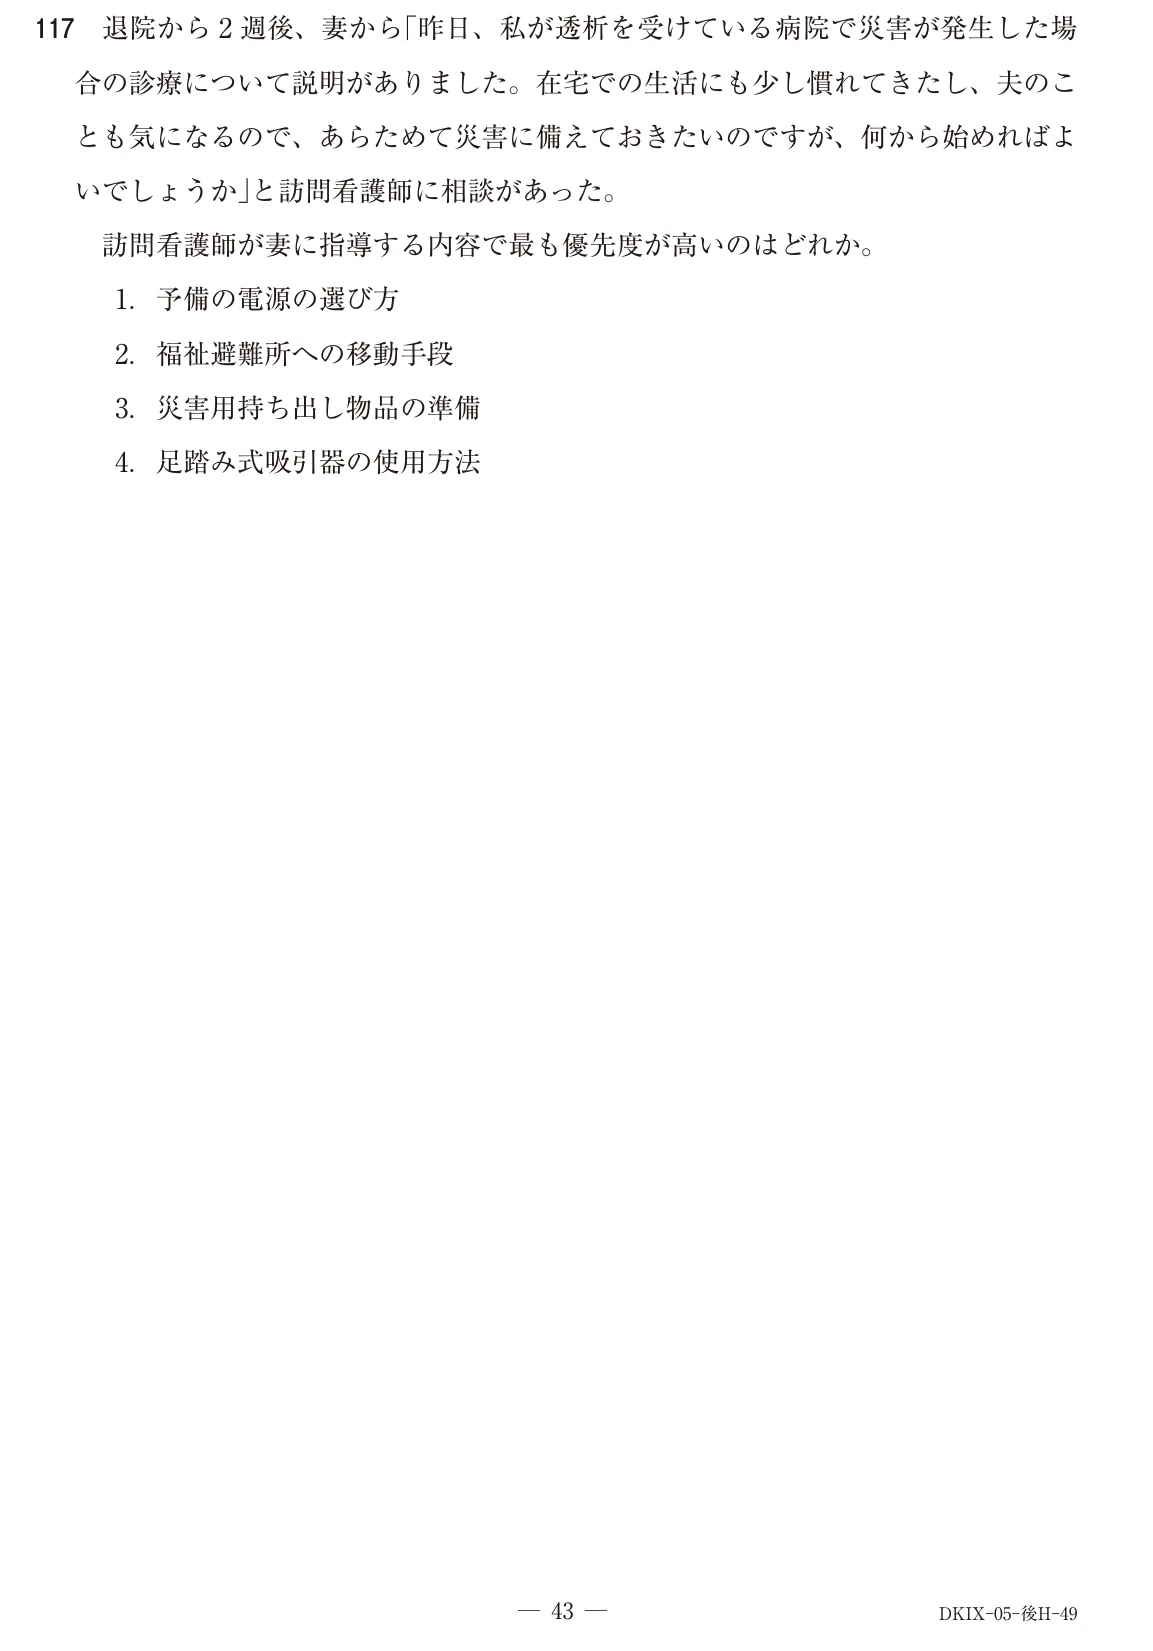 117　退院から2週後、妻から「昨日、私が透析を受けている病院で災害が発生した場
合の診療について説明がありました。在宅での生活にも少し慣れてきたし、夫のこ
とも気になるので、あらためて災害に備えておきたいのですが、何から始めればよ
いでしょうか」と訪問看護師に相談があった。
訪問看護師が妻に指導する内容で最も優先度が高いのはどれか。
1. 予備の電源の選び方
2. 福祉避難所への移動手段
3. 災害用持ち出し物品の準備
4. 足踏み式吸引器の使用方法
— 43 —
DKIX-05-後H-49